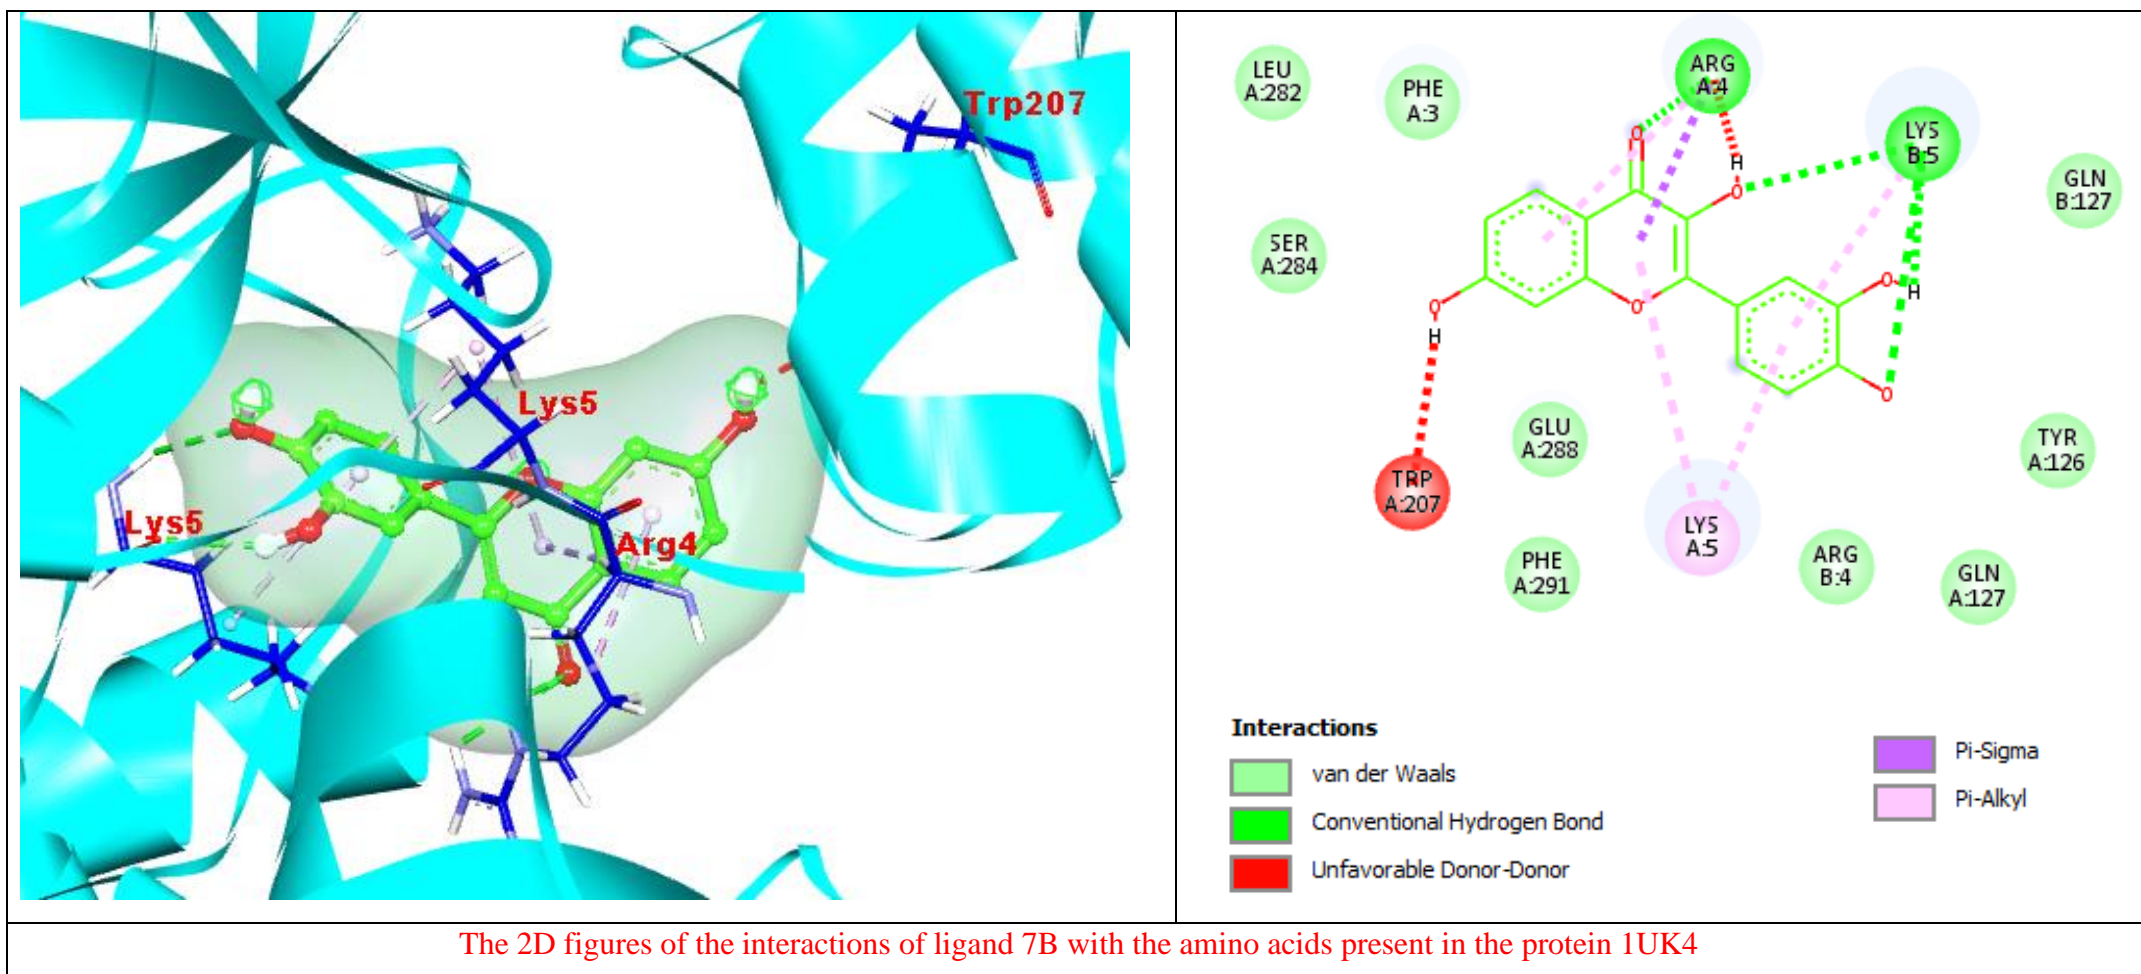 Trp207
Lys5
Lys5
Arg4
LEU
A:282
PHE
A:3
ARG
A:4
LYS
B:5
GLN
B:127
SER
A:284
O
H
O
O
H
O
O
H
O
H
O
GLU
A:288
TYR
A:126
TRP
A:207
LYS
A:5
PHE
A:291
ARG
B:4
GLN
A:127
Interactions
van der Waals
Conventional Hydrogen Bond
Unfavorable Donor-Donor
Pi-Sigma
Pi-Alkyl
The 2D figures of the interactions of ligand 7B with the amino acids present in the protein 1UK4